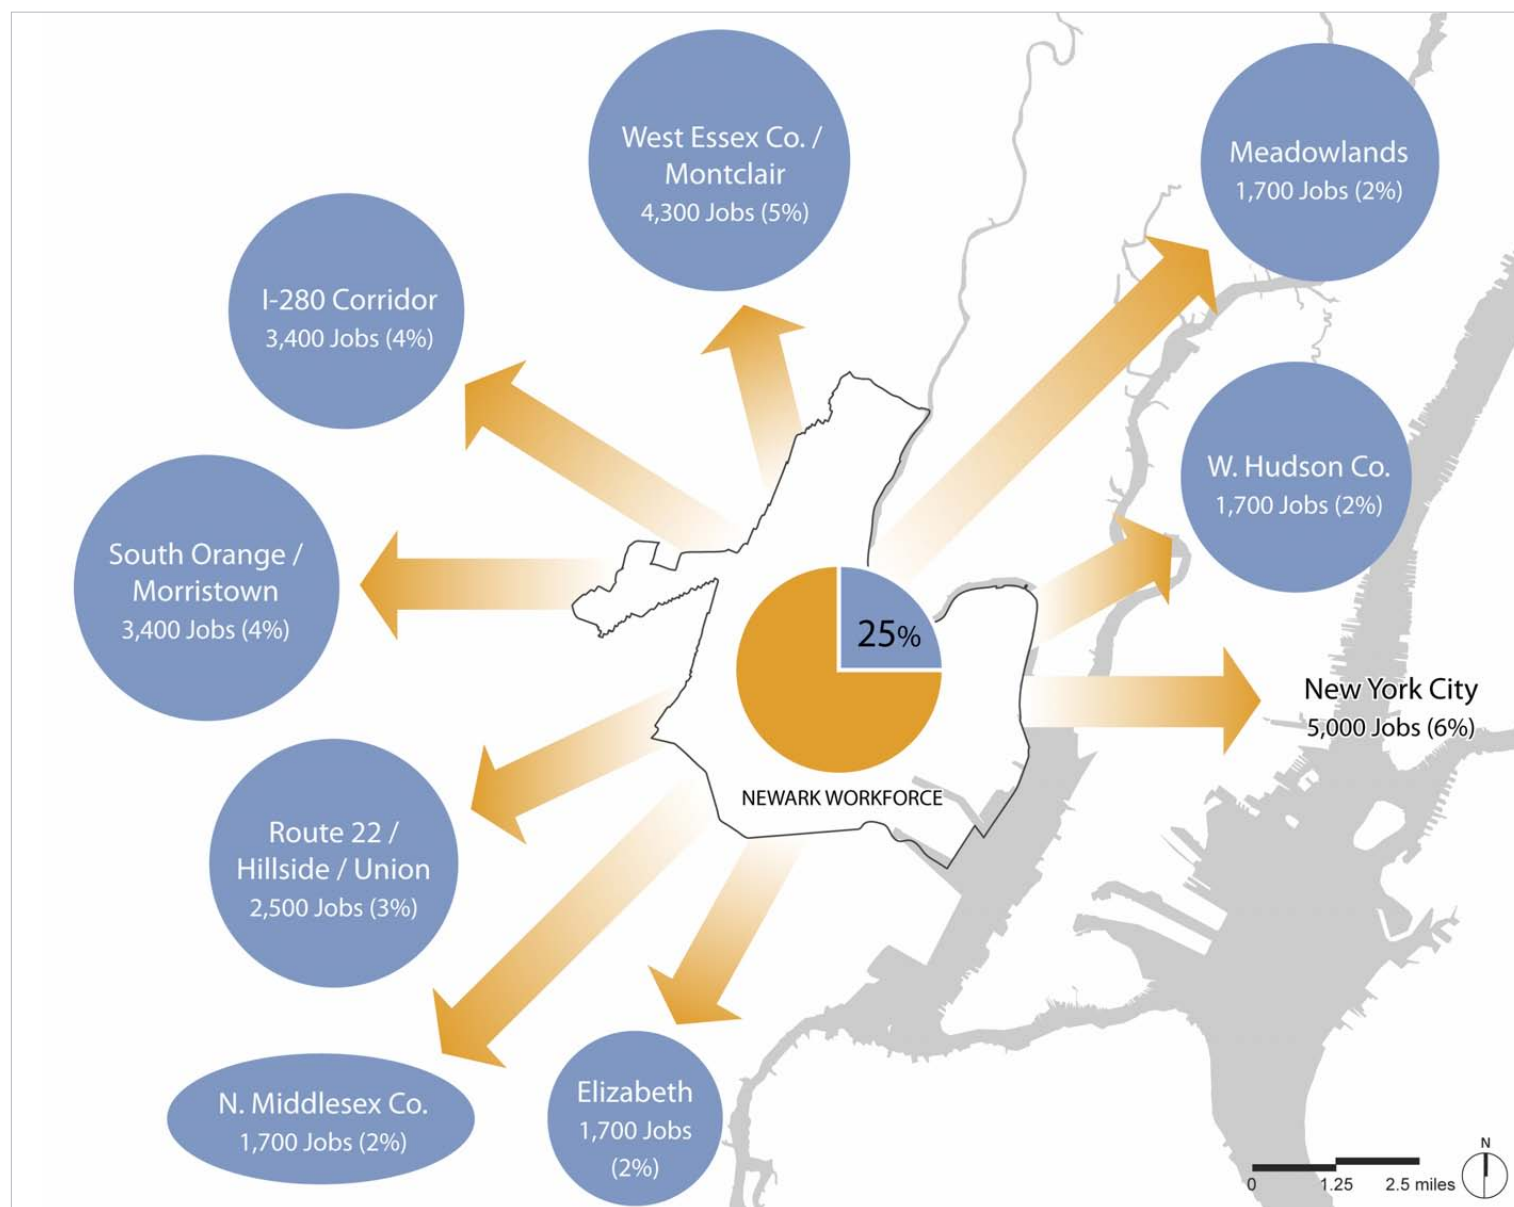 West Essex Co. /
Montclair
4,300 Jobs (5%)
Meadowlands
1,700 Jobs (2%)
I-280 Corridor
3,400 Jobs (4%)
W. Hudson Co.
1,700 Jobs (2%)
South Orange /
Morristown
3,400 Jobs (4%)
25%
New York City
5,000 Jobs (6%)
NEWARK WORKFORCE
Route 22 /
Hillside / Union
2,500 Jobs (3%)
N. Middlesex Co.
1,700 Jobs (2%)
Elizabeth
1,700 Jobs
(2%)
N
0 1.25 2.5 miles